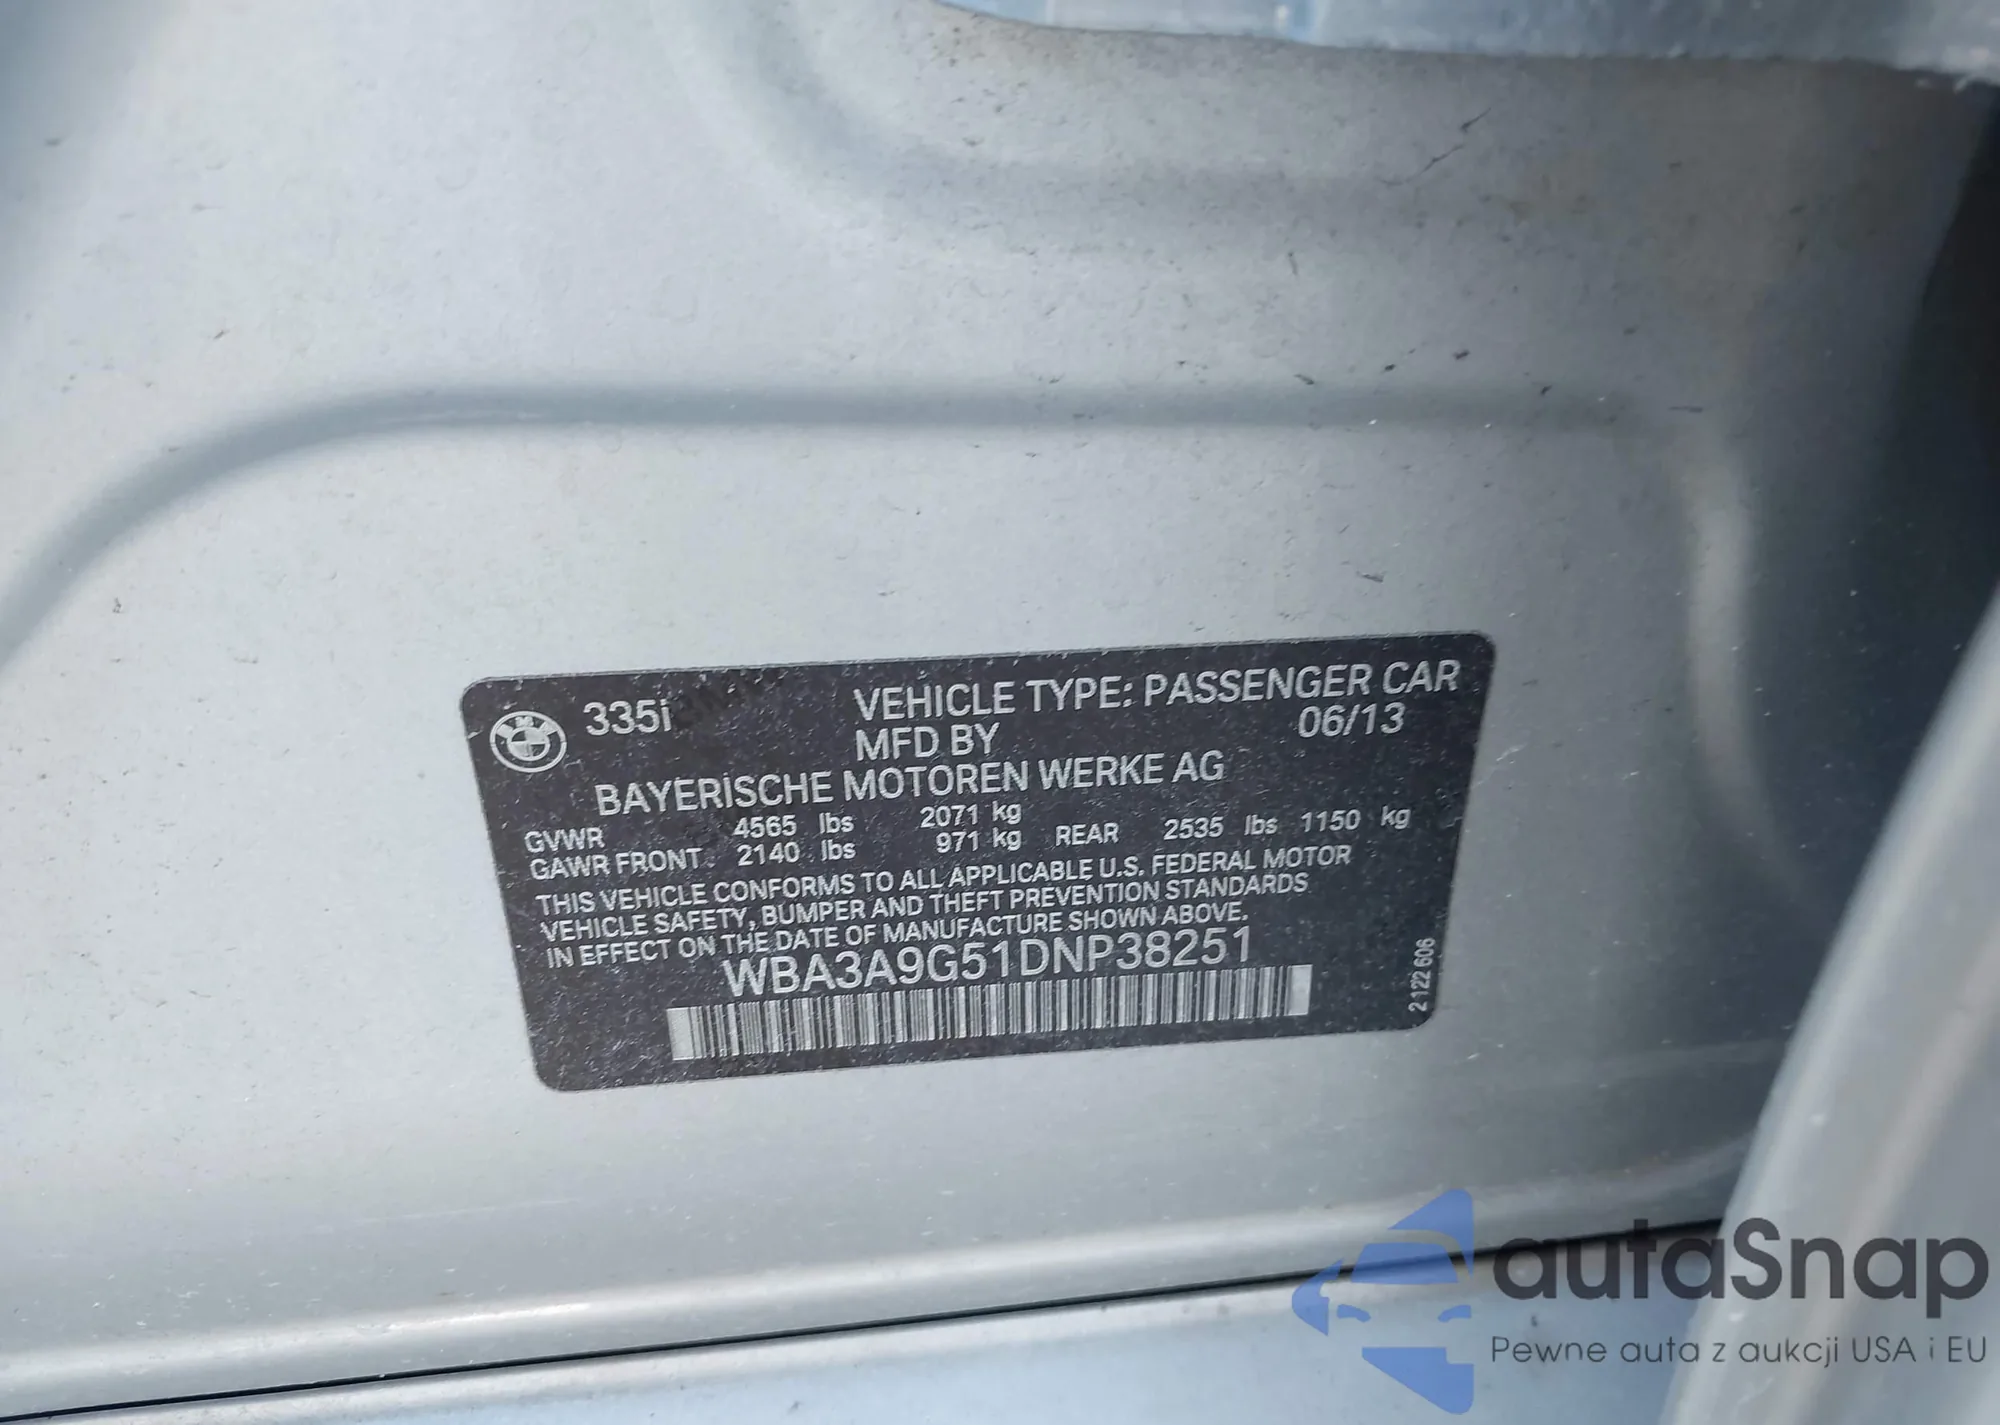 335i VEHICLE TYPE: PASSENGER CAR
MFD BY 06/13
BAYERISCHE MOTOREN WERKE AG
GVWR 4565 lbs 2071 kg
GAWR FRONT 2140 lbs 971 kg REAR 2535 lbs 1150 kg
THIS VEHICLE CONFORMS TO ALL APPLICABLE U.S. FEDERAL MOTOR
VEHICLE SAFETY, BUMPER AND THEFT PREVENTION STANDARDS
IN EFFECT ON THE DATE OF MANUFACTURE SHOWN ABOVE.
WBA3A9G51DNP38251
2122 606
autaSnap
Pewne auta z aukcji USA i EU